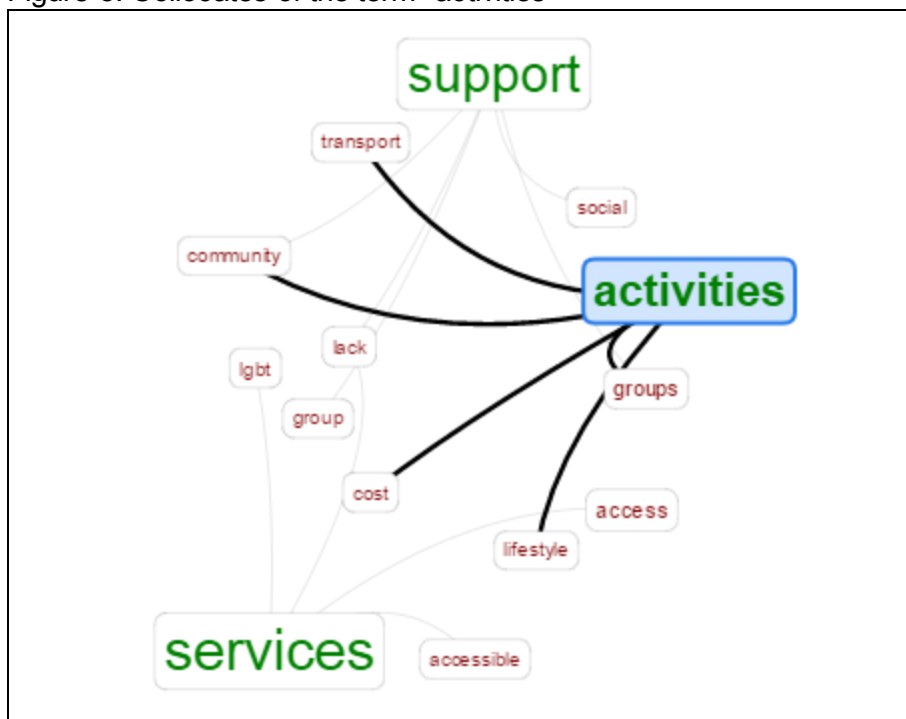 support
transport
social
community
activities
lack
lgbt
groups
group
cost
access
lifestyle
services
accessible